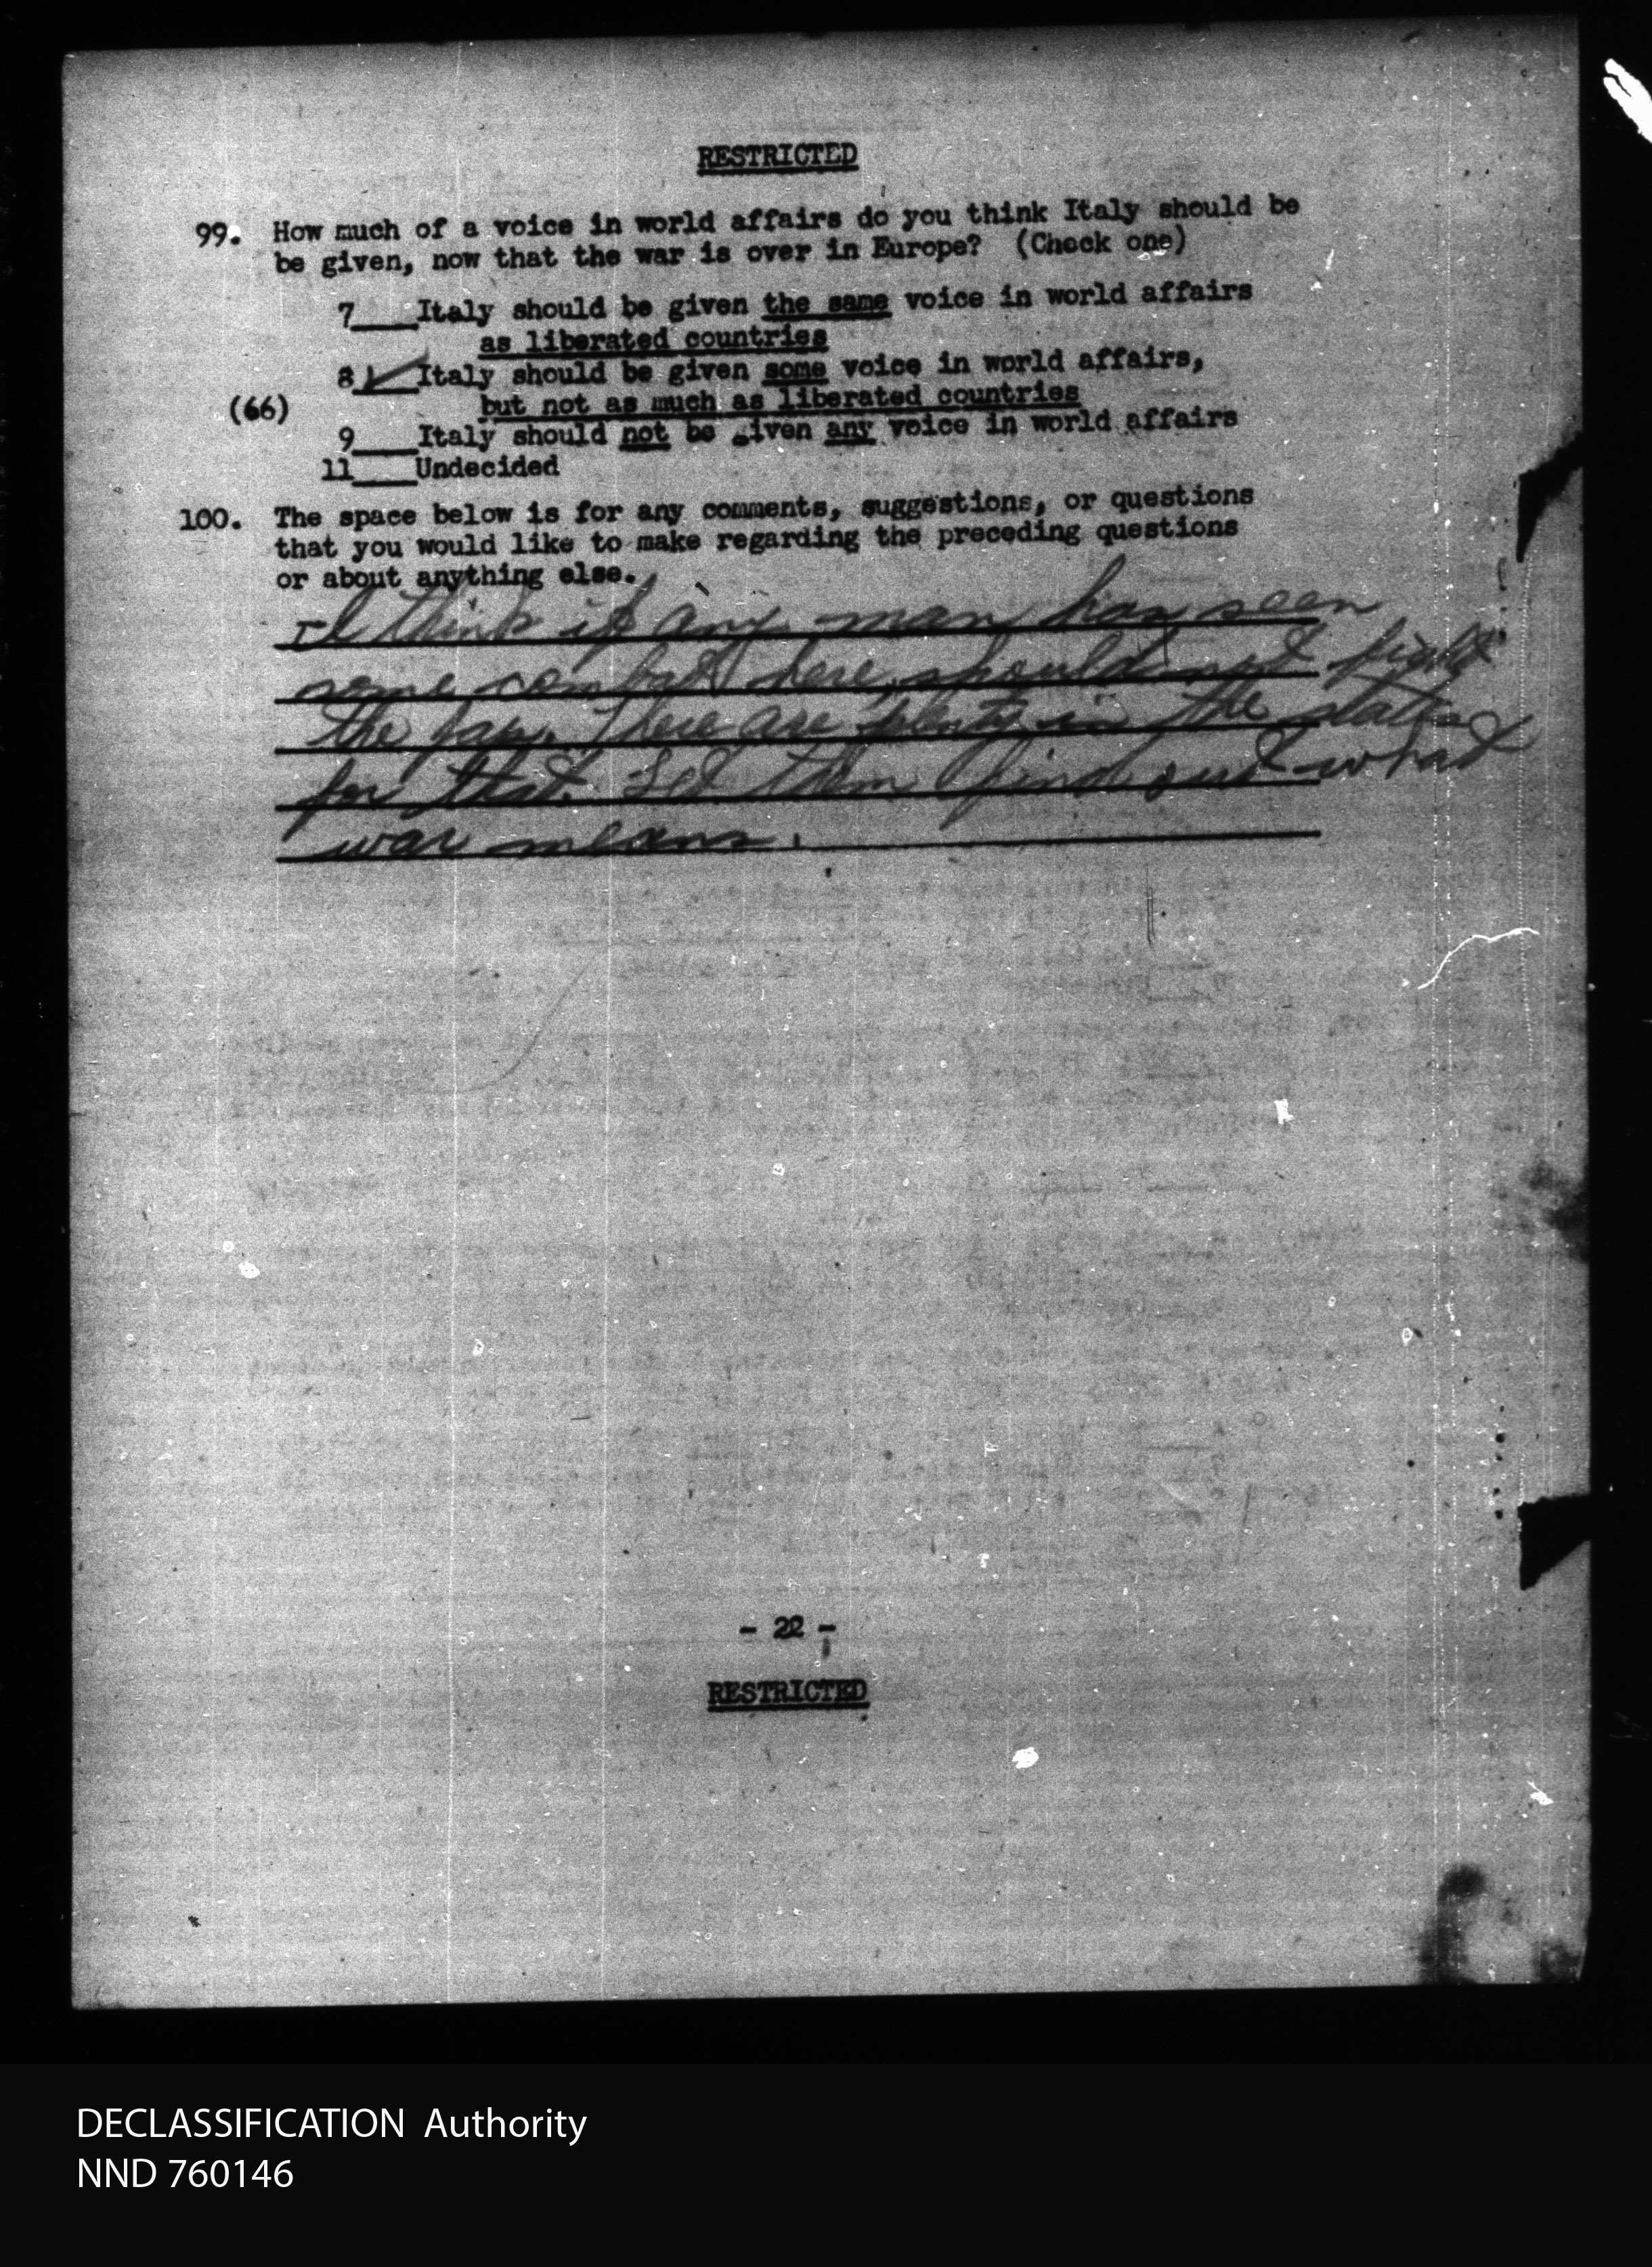 RESTRICTED
99. How much of a voice in world affairs do you think Italy should be
be given, now that the war is over in Europe? (Check one)
7____Italy should be given the same voice in world affairs
as liberated countries
8_✓_Italy should be given some voice in world affairs,
(66) but not as much as liberated countries
9____Italy should not be given any voice in world affairs
11____Undecided
100. The space below is for any comments, suggestions, or questions
that you would like to make regarding the preceding questions
or about anything else.
I think if any man has seen
some combat here, should not fight
the Jap. There are plenty in the states
for that. Let them find out what
war means.
- 22 -
RESTRICTED
DECLASSIFICATION Authority
NND 760146